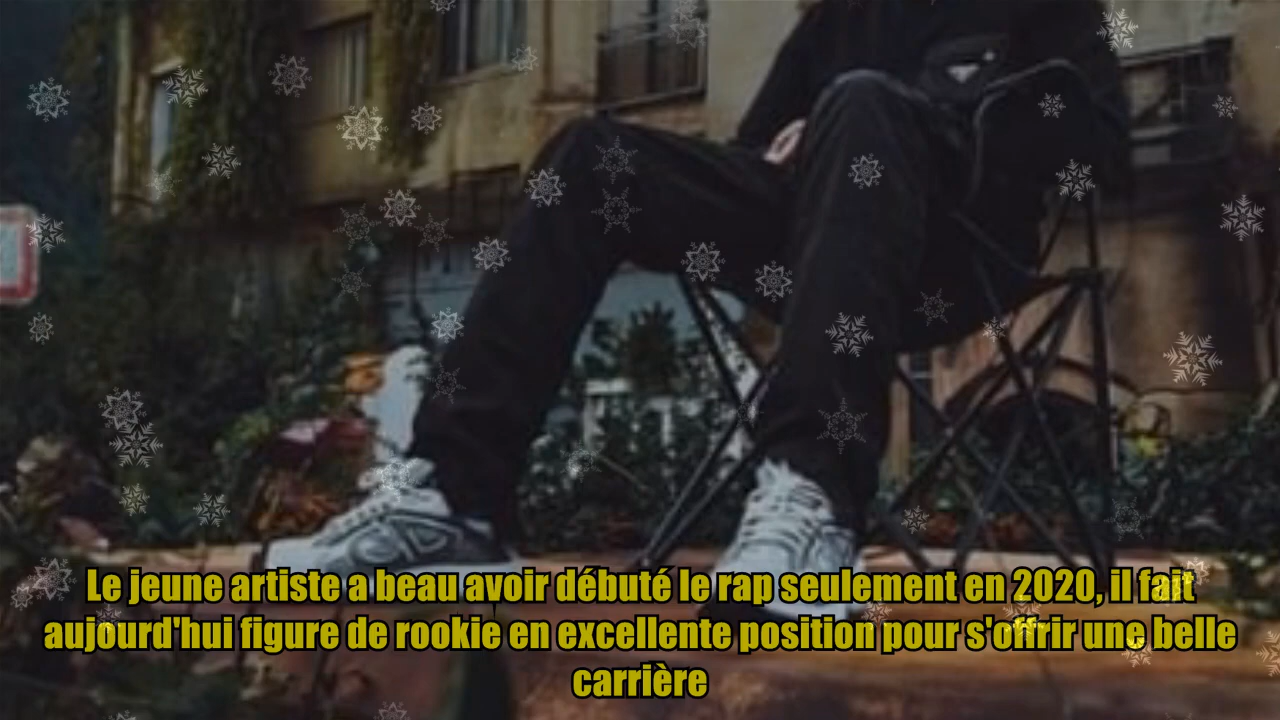 Le jeune artiste a beau avoir débuté le rap seulement en 2020, il fait
aujourd'hui figure de rookie en excellente position pour s'offrir une belle
carrière